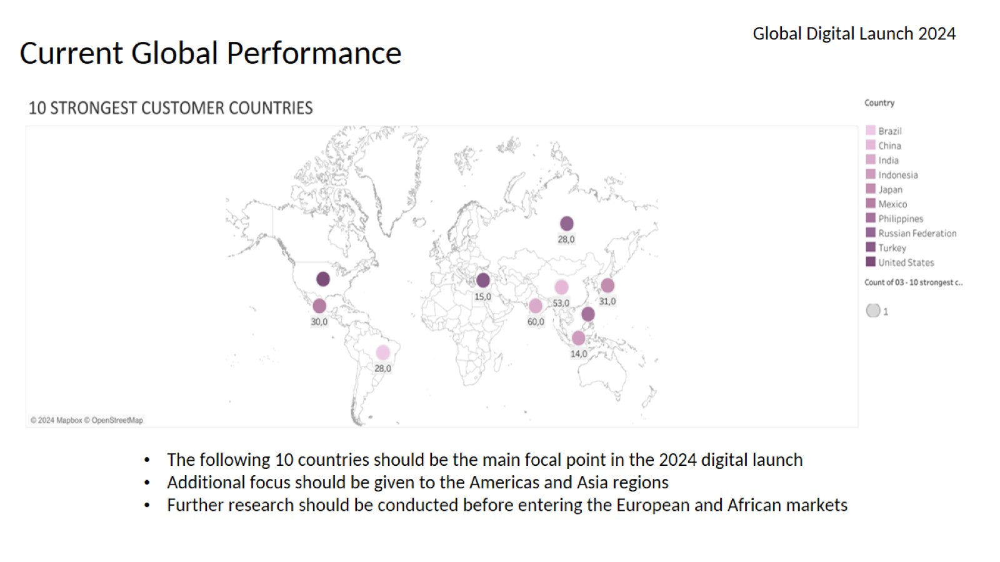 Global Digital Launch 2024
Current Global Performance
10 STRONGEST CUSTOMER COUNTRIES
Country
Brazil
China
India
Indonesia
Japan
Mexico
Philippines
Russian Federation
Turkey
United States
Count of 03 - 10 strongest c..
1
28,0
15,0
53,0
31,0
30,0
60,0
14,0
28,0
© 2024 Mapbox © OpenStreetMap
• The following 10 countries should be the main focal point in the 2024 digital launch
• Additional focus should be given to the Americas and Asia regions
• Further research should be conducted before entering the European and African markets